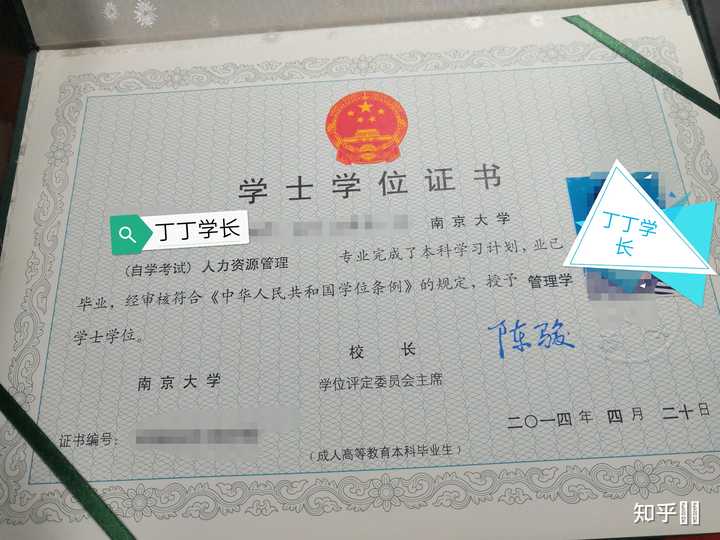 学士学位证书
丁丁学长
南京大学
丁丁学
长
(自学考试)人力资源管理 专业完成了本科学习计划,业已
毕业,经审核符合《中华人民共和国学位条例》的规定,授予 管理学
学士学位。
校 长
陈骏
南京大学
学位评定委员会主席
二〇一四年 四月 二十日
证书编号:
(成人高等教育本科毕业生)
知乎